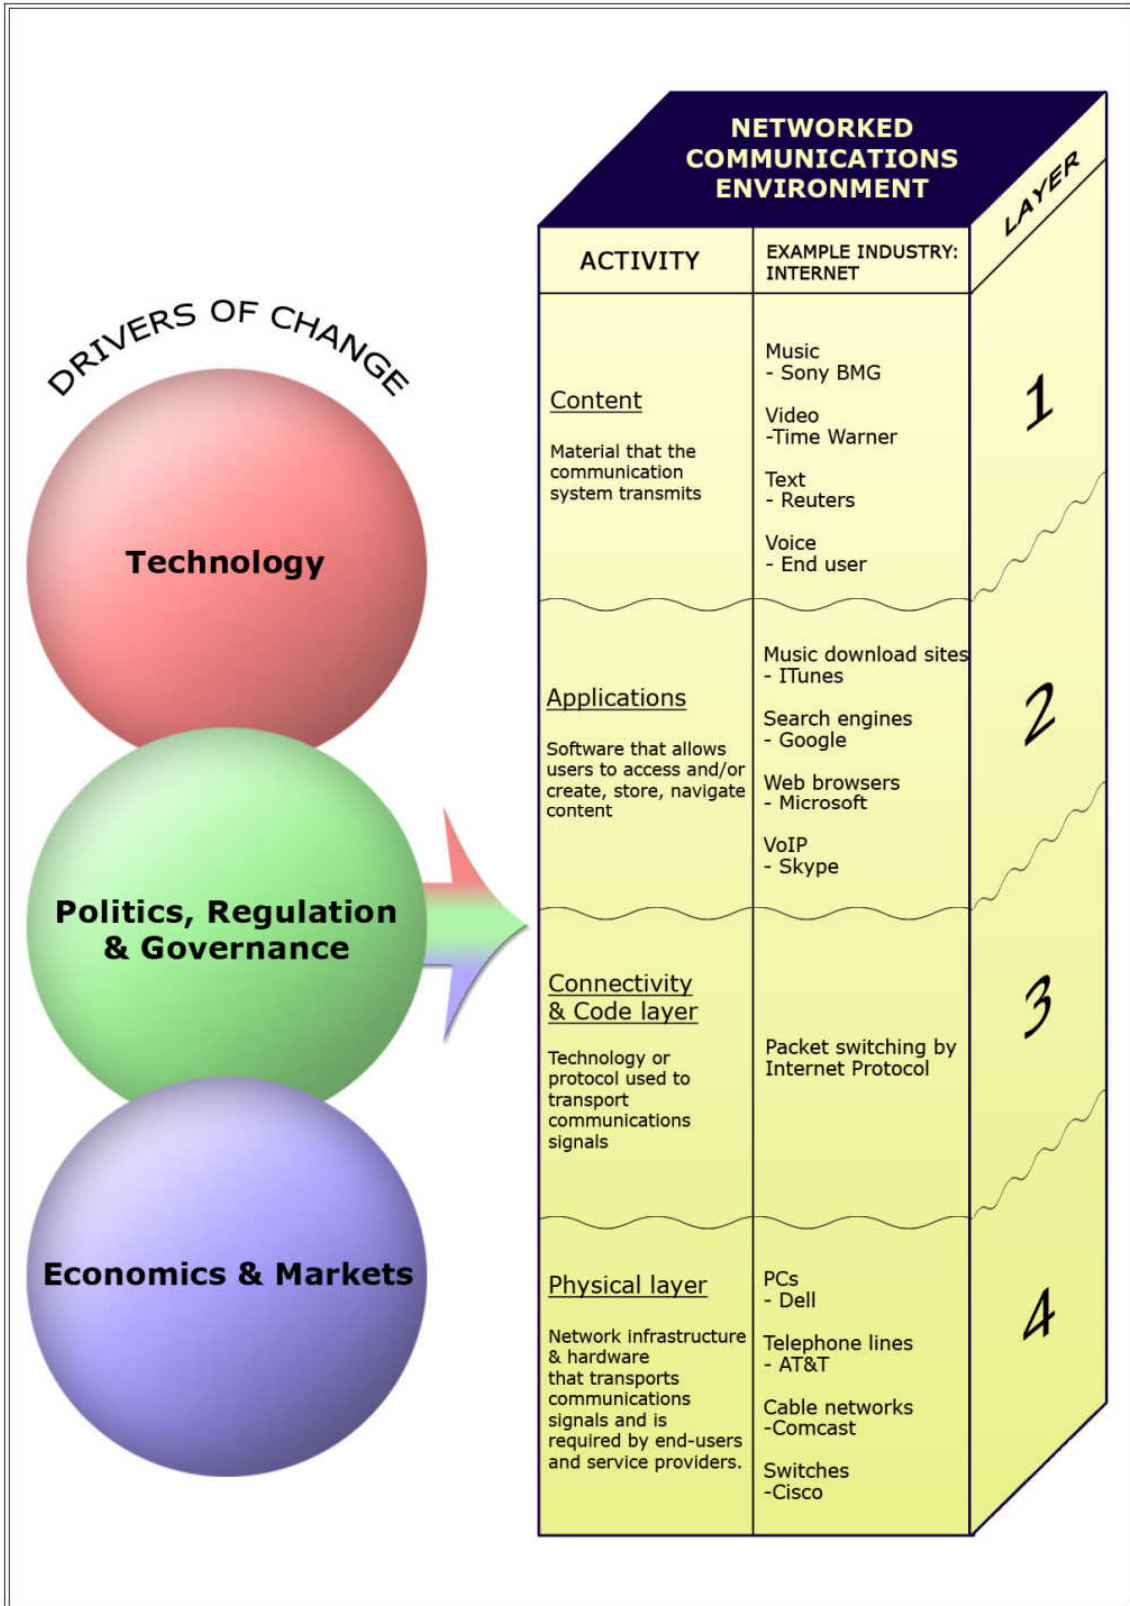 DRIVERS OF CHANGE
Technology
Politics, Regulation
& Governance
Economics & Markets
NETWORKED
COMMUNICATIONS
ENVIRONMENT
LAYER
ACTIVITY
EXAMPLE INDUSTRY:
INTERNET
Content
Material that the
communication
system transmits
Music
- Sony BMG
Video
-Time Warner
Text
- Reuters
Voice
- End user
1
Applications
Software that allows
users to access and/or
create, store, navigate
content
Music download sites
- ITunes
Search engines
- Google
Web browsers
- Microsoft
VoIP
- Skype
2
Connectivity
& Code layer
Technology or
protocol used to
transport
communications
signals
Packet switching by
Internet Protocol
3
Physical layer
Network infrastructure
& hardware
that transports
communications
signals and is
required by end-users
and service providers.
PCs
- Dell
Telephone lines
- AT&T
Cable networks
-Comcast
Switches
-Cisco
4